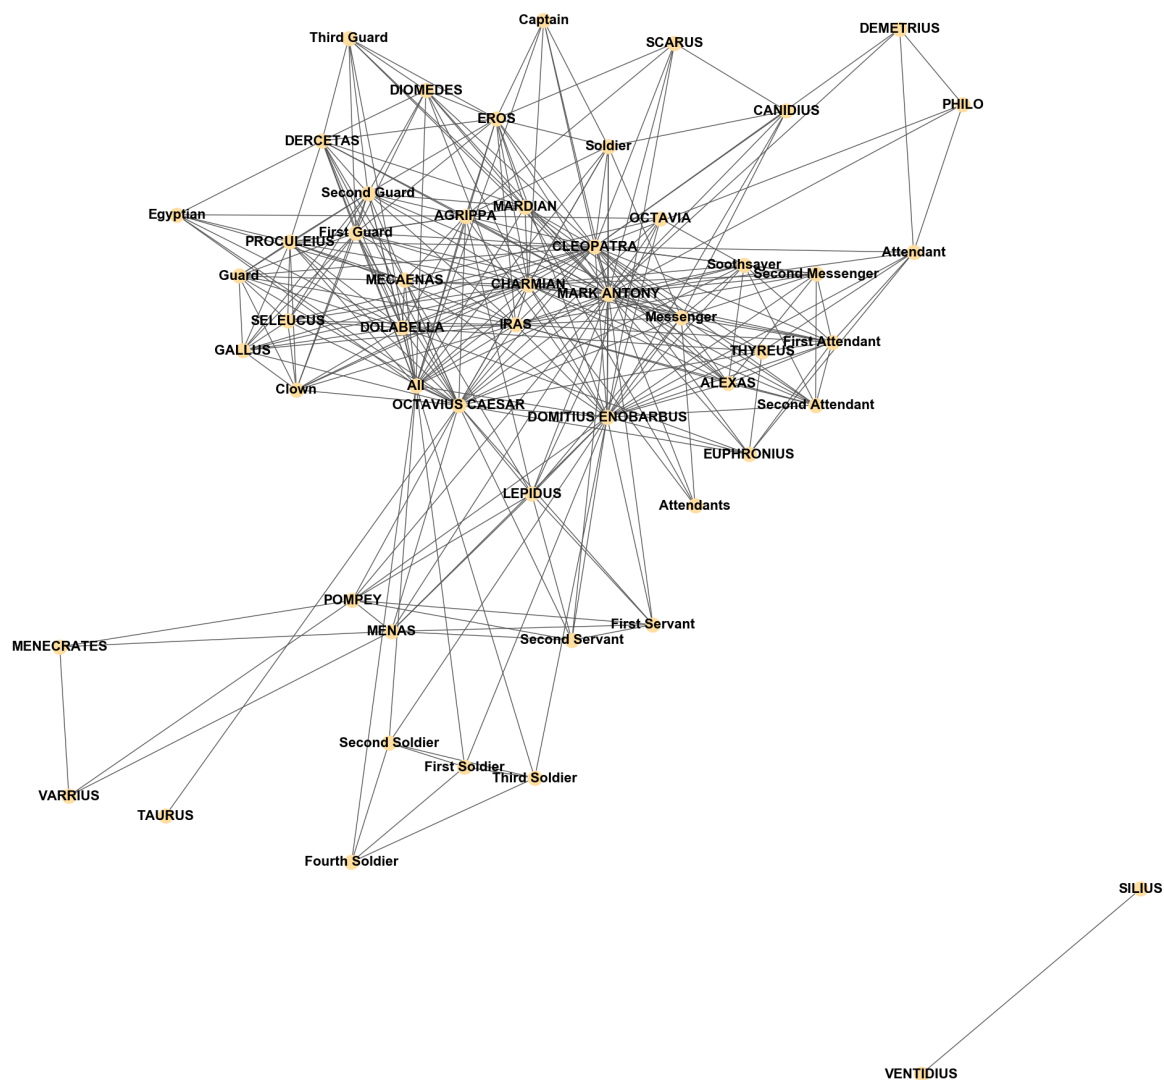 Captain
DEMETRIUS
Third Guard
SCARUS
DIOMEDES
PHILO
CANIDIUS
EROS
DERCETAS
Soldier
Second Guard
MARDIAN
Egyptian
AGRIPPA
OCTAVIA
First Guard
PROCULEIUS
CLEOPATRA
Attendant
Soothsayer
Second Messenger
Guard
MECAENAS
CHARMIAN
MARK ANTONY
Messenger
SELEUCUS
IRAS
DOLABELLA
First Attendant
GALLUS
THYREUS
ALEXAS
All
Clown
OCTAVIUS CAESAR
Second Attendant
DOMITIUS ENOBARBUS
EUPHRONIUS
LEPIDUS
Attendants
POMPEY
First Servant
MENAS
Second Servant
MENECRATES
Second Soldier
First Soldier
Third Soldier
VARRIUS
TAURUS
Fourth Soldier
SILIUS
VENTIDIUS